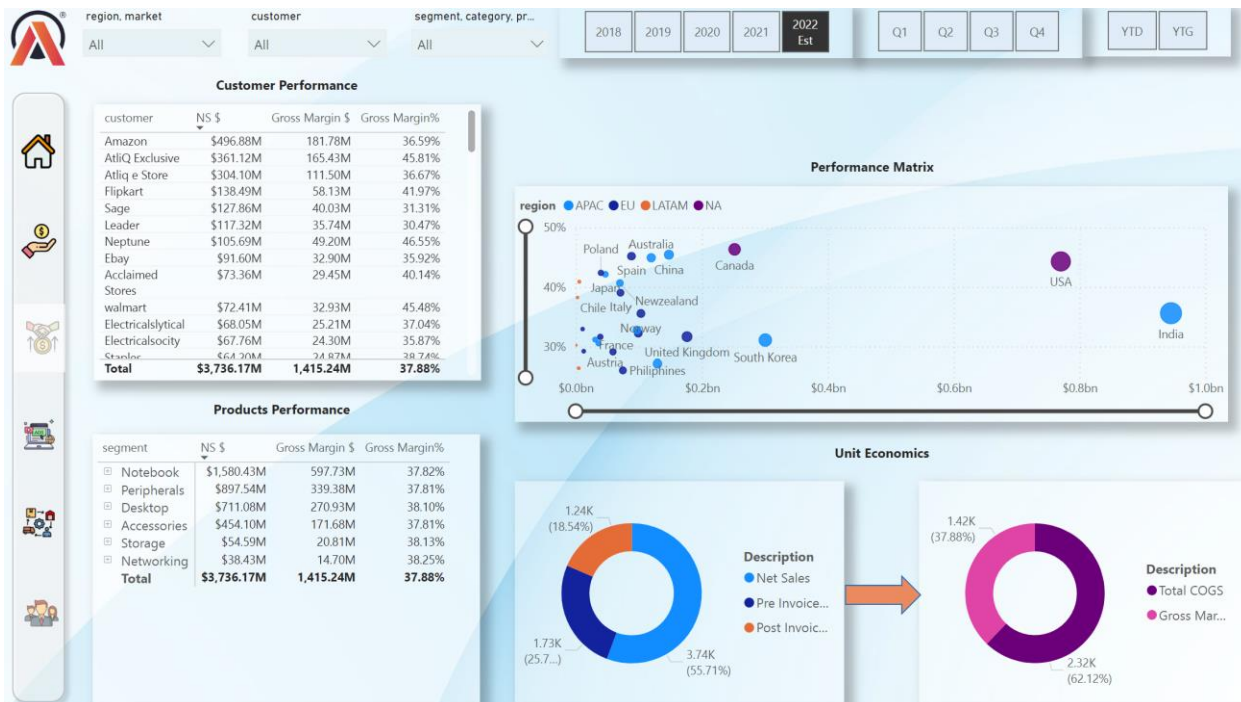 region, market
customer
segment, category, pr...
All
All
All
2018
2019
2020
2021
2022
Est
Q1
Q2
Q3
Q4
YTD
YTG
Customer Performance
customer NS $ Gross Margin $ Gross Margin%
Amazon $496.88M 181.78M 36.59%
AtliQ Exclusive $361.12M 165.43M 45.81%
Atliq e Store $304.10M 111.50M 36.67%
Flipkart $138.49M 58.13M 41.97%
Sage $127.86M 40.03M 31.31%
Leader $117.32M 35.74M 30.47%
Neptune $105.69M 49.20M 46.55%
Ebay $91.60M 32.90M 35.92%
Acclaimed $73.36M 29.45M 40.14%
Stores
walmart $72.41M 32.93M 45.48%
Electricalslytical $68.05M 25.21M 37.04%
Electricalsocity $67.76M 24.30M 35.87%
Staples $64.20M 24.87M 38.74%
Total $3,736.17M 1,415.24M 37.88%
Products Performance
segment NS $ Gross Margin $ Gross Margin%
Notebook $1,580.43M 597.73M 37.82%
Peripherals $897.54M 339.38M 37.81%
Desktop $711.08M 270.93M 38.10%
Accessories $454.10M 171.68M 37.81%
Storage $54.59M 20.81M 38.13%
Networking $38.43M 14.70M 38.25%
Total $3,736.17M 1,415.24M 37.88%
Performance Matrix
region APAC EU LATAM NA
50%
Poland Australia
Canada
Spain China
USA
40%
Japan
Newzealand
Chile Italy
Norway
India
30%
France
United Kingdom
South Korea
Austria
Philipines
$0.0bn $0.2bn $0.4bn $0.6bn $0.8bn $1.0bn
Unit Economics
1.24K
(18.54%)
1.73K
(25.7...)
3.74K
(55.71%)
Description
Net Sales
Pre Invoice...
Post Invoic...
1.42K
(37.88%)
2.32K
(62.12%)
Description
Total COGS
Gross Mar...